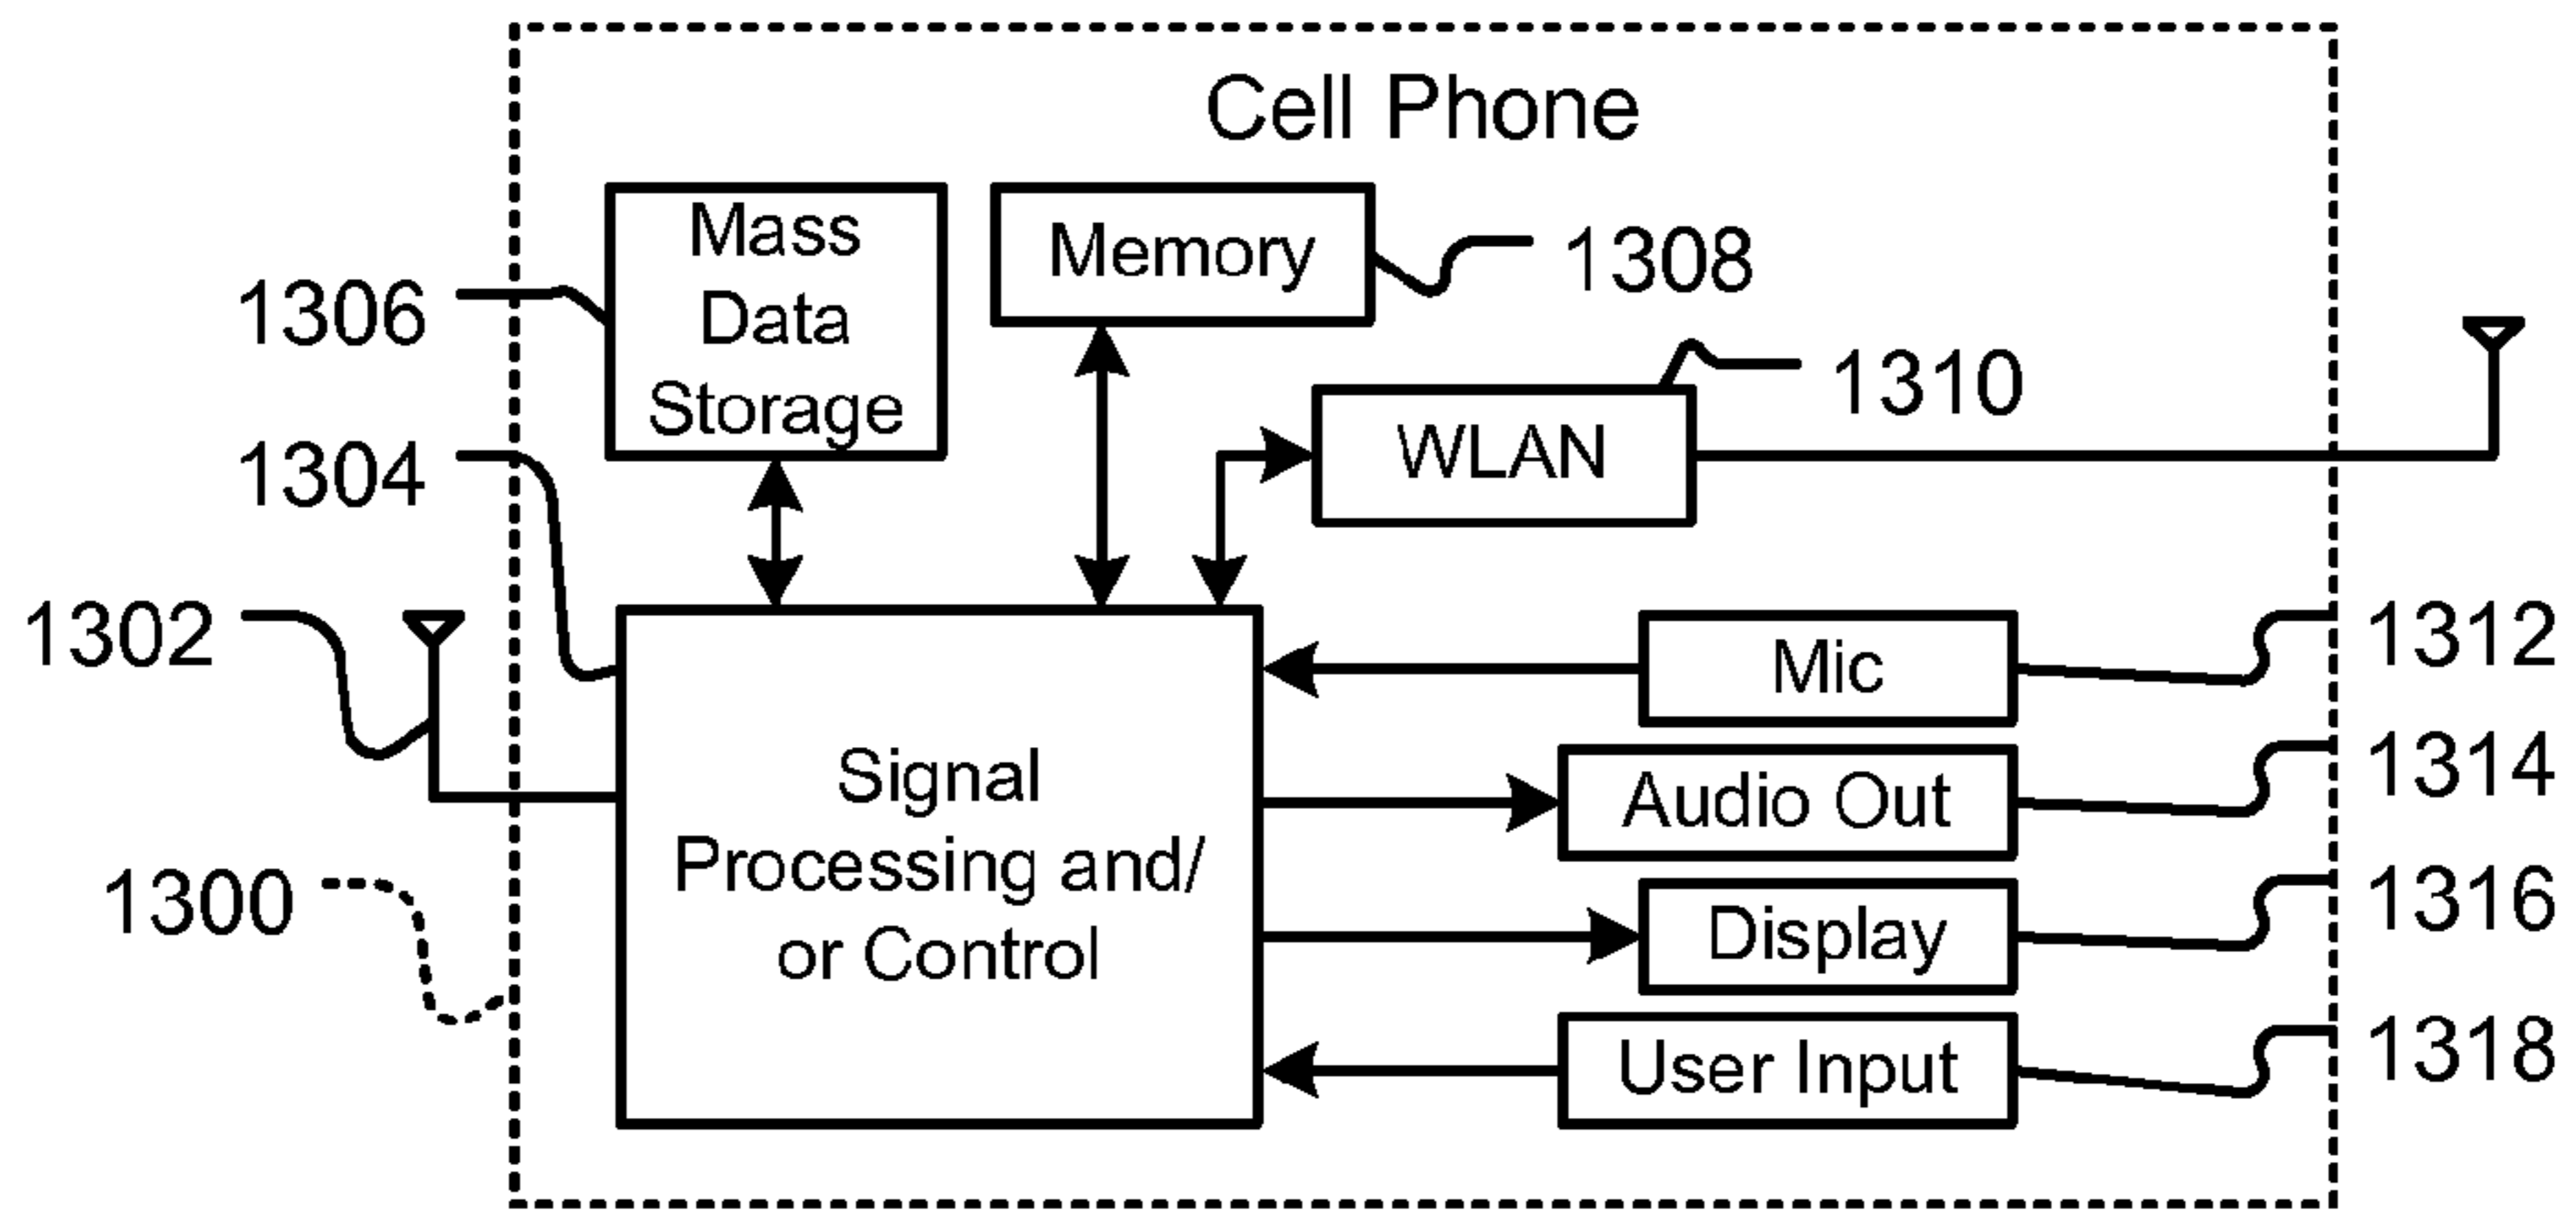 Cell Phone
Mass
Data
Storage
Memory
1308
1306
1310
WLAN
1304
1302
Mic
1312
Signal
Processing and/
or Control
Audio Out
1314
1300
Display
1316
User Input
1318